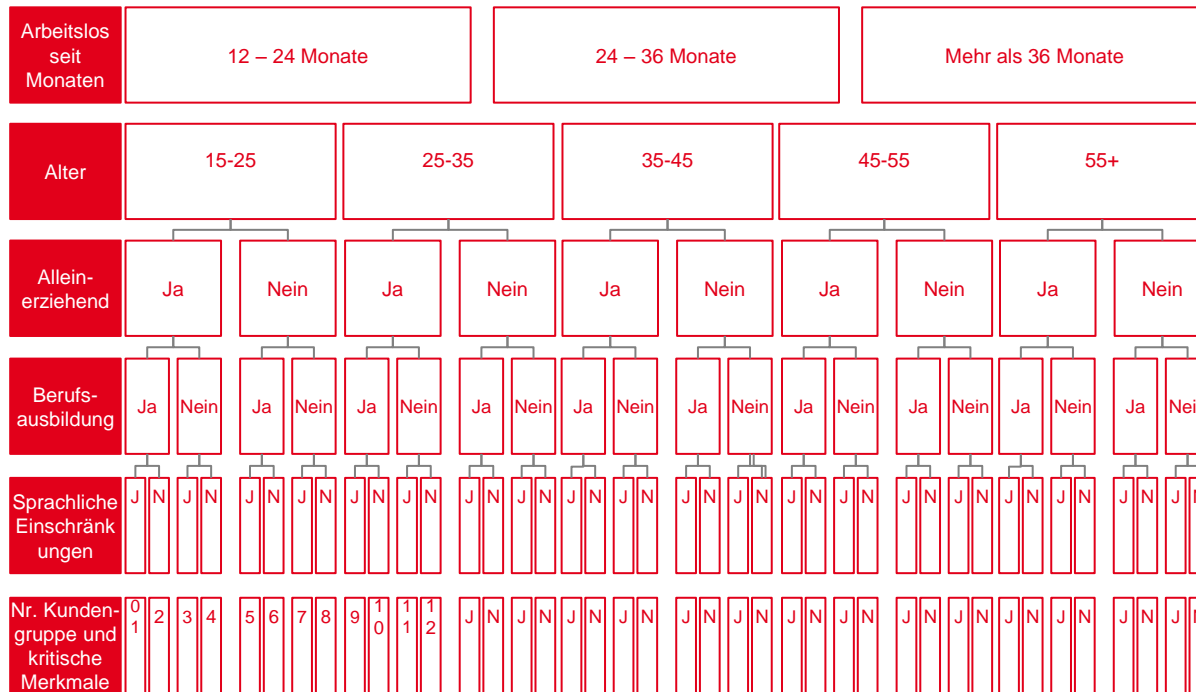 Arbeitslos
seit
Monaten
12 – 24 Monate
24 – 36 Monate
Mehr als 36 Monate
Alter
15-25
25-35
35-45
45-55
55+
Allein-
erziehend
Ja Nein Ja Nein Ja Nein Ja Nein Ja Nein
Berufs-
ausbildung
Ja Nein Ja Nein Ja Nein Ja Nein Ja Nein Ja Nein Ja Nein Ja Nein Ja Nein Ja Nei
Sprachliche
Einschränk
ungen
J N J N J N J N J N J N J N J N J N J N J N J N J N J N J N J N J N J N J N J N
Nr. Kunden-
gruppe und
kritische
Merkmale
01 2 3 4 5 6 7 8 9 10 11 12 J N J N J N J N J N J N J N J N J N J N J N J N J N J N